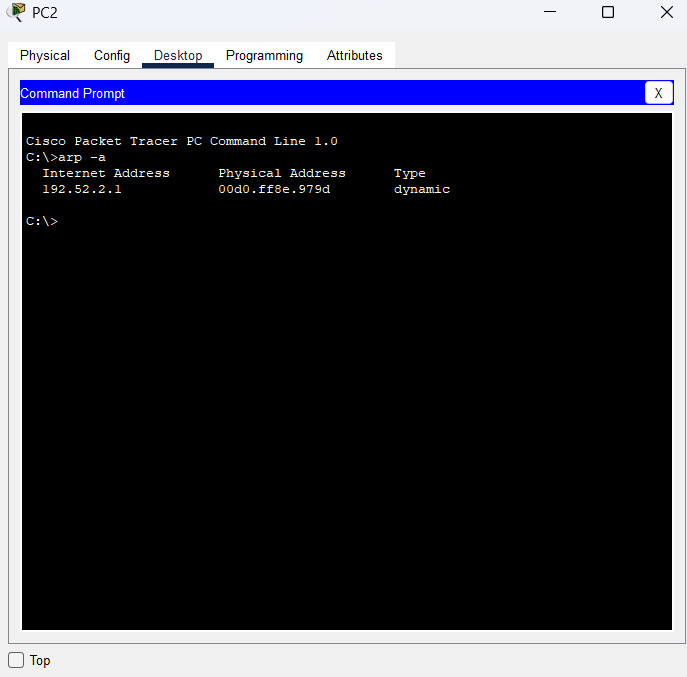 PC2
Physical Config Desktop Programming Attributes
Command Prompt X
Cisco Packet Tracer PC Command Line 1.0
C:\>arp -a
Internet Address Physical Address Type
192.52.2.1 00d0.ff8e.979d dynamic
C:\>
Top